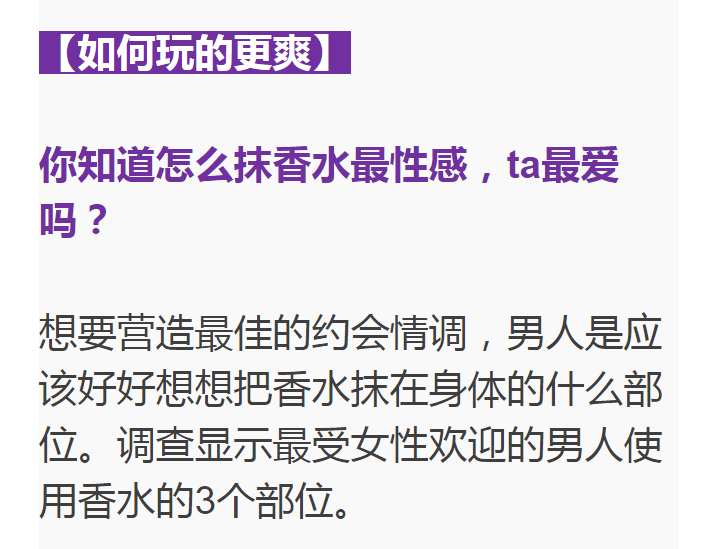 【如何玩的更爽】
你知道怎么抹香水最性感，ta最爱
吗？
想要营造最佳的约会情调，男人是应
该好好想想把香水抹在身体的什么部
位。调查显示最受女性欢迎的男人使
用香水的3个部位。